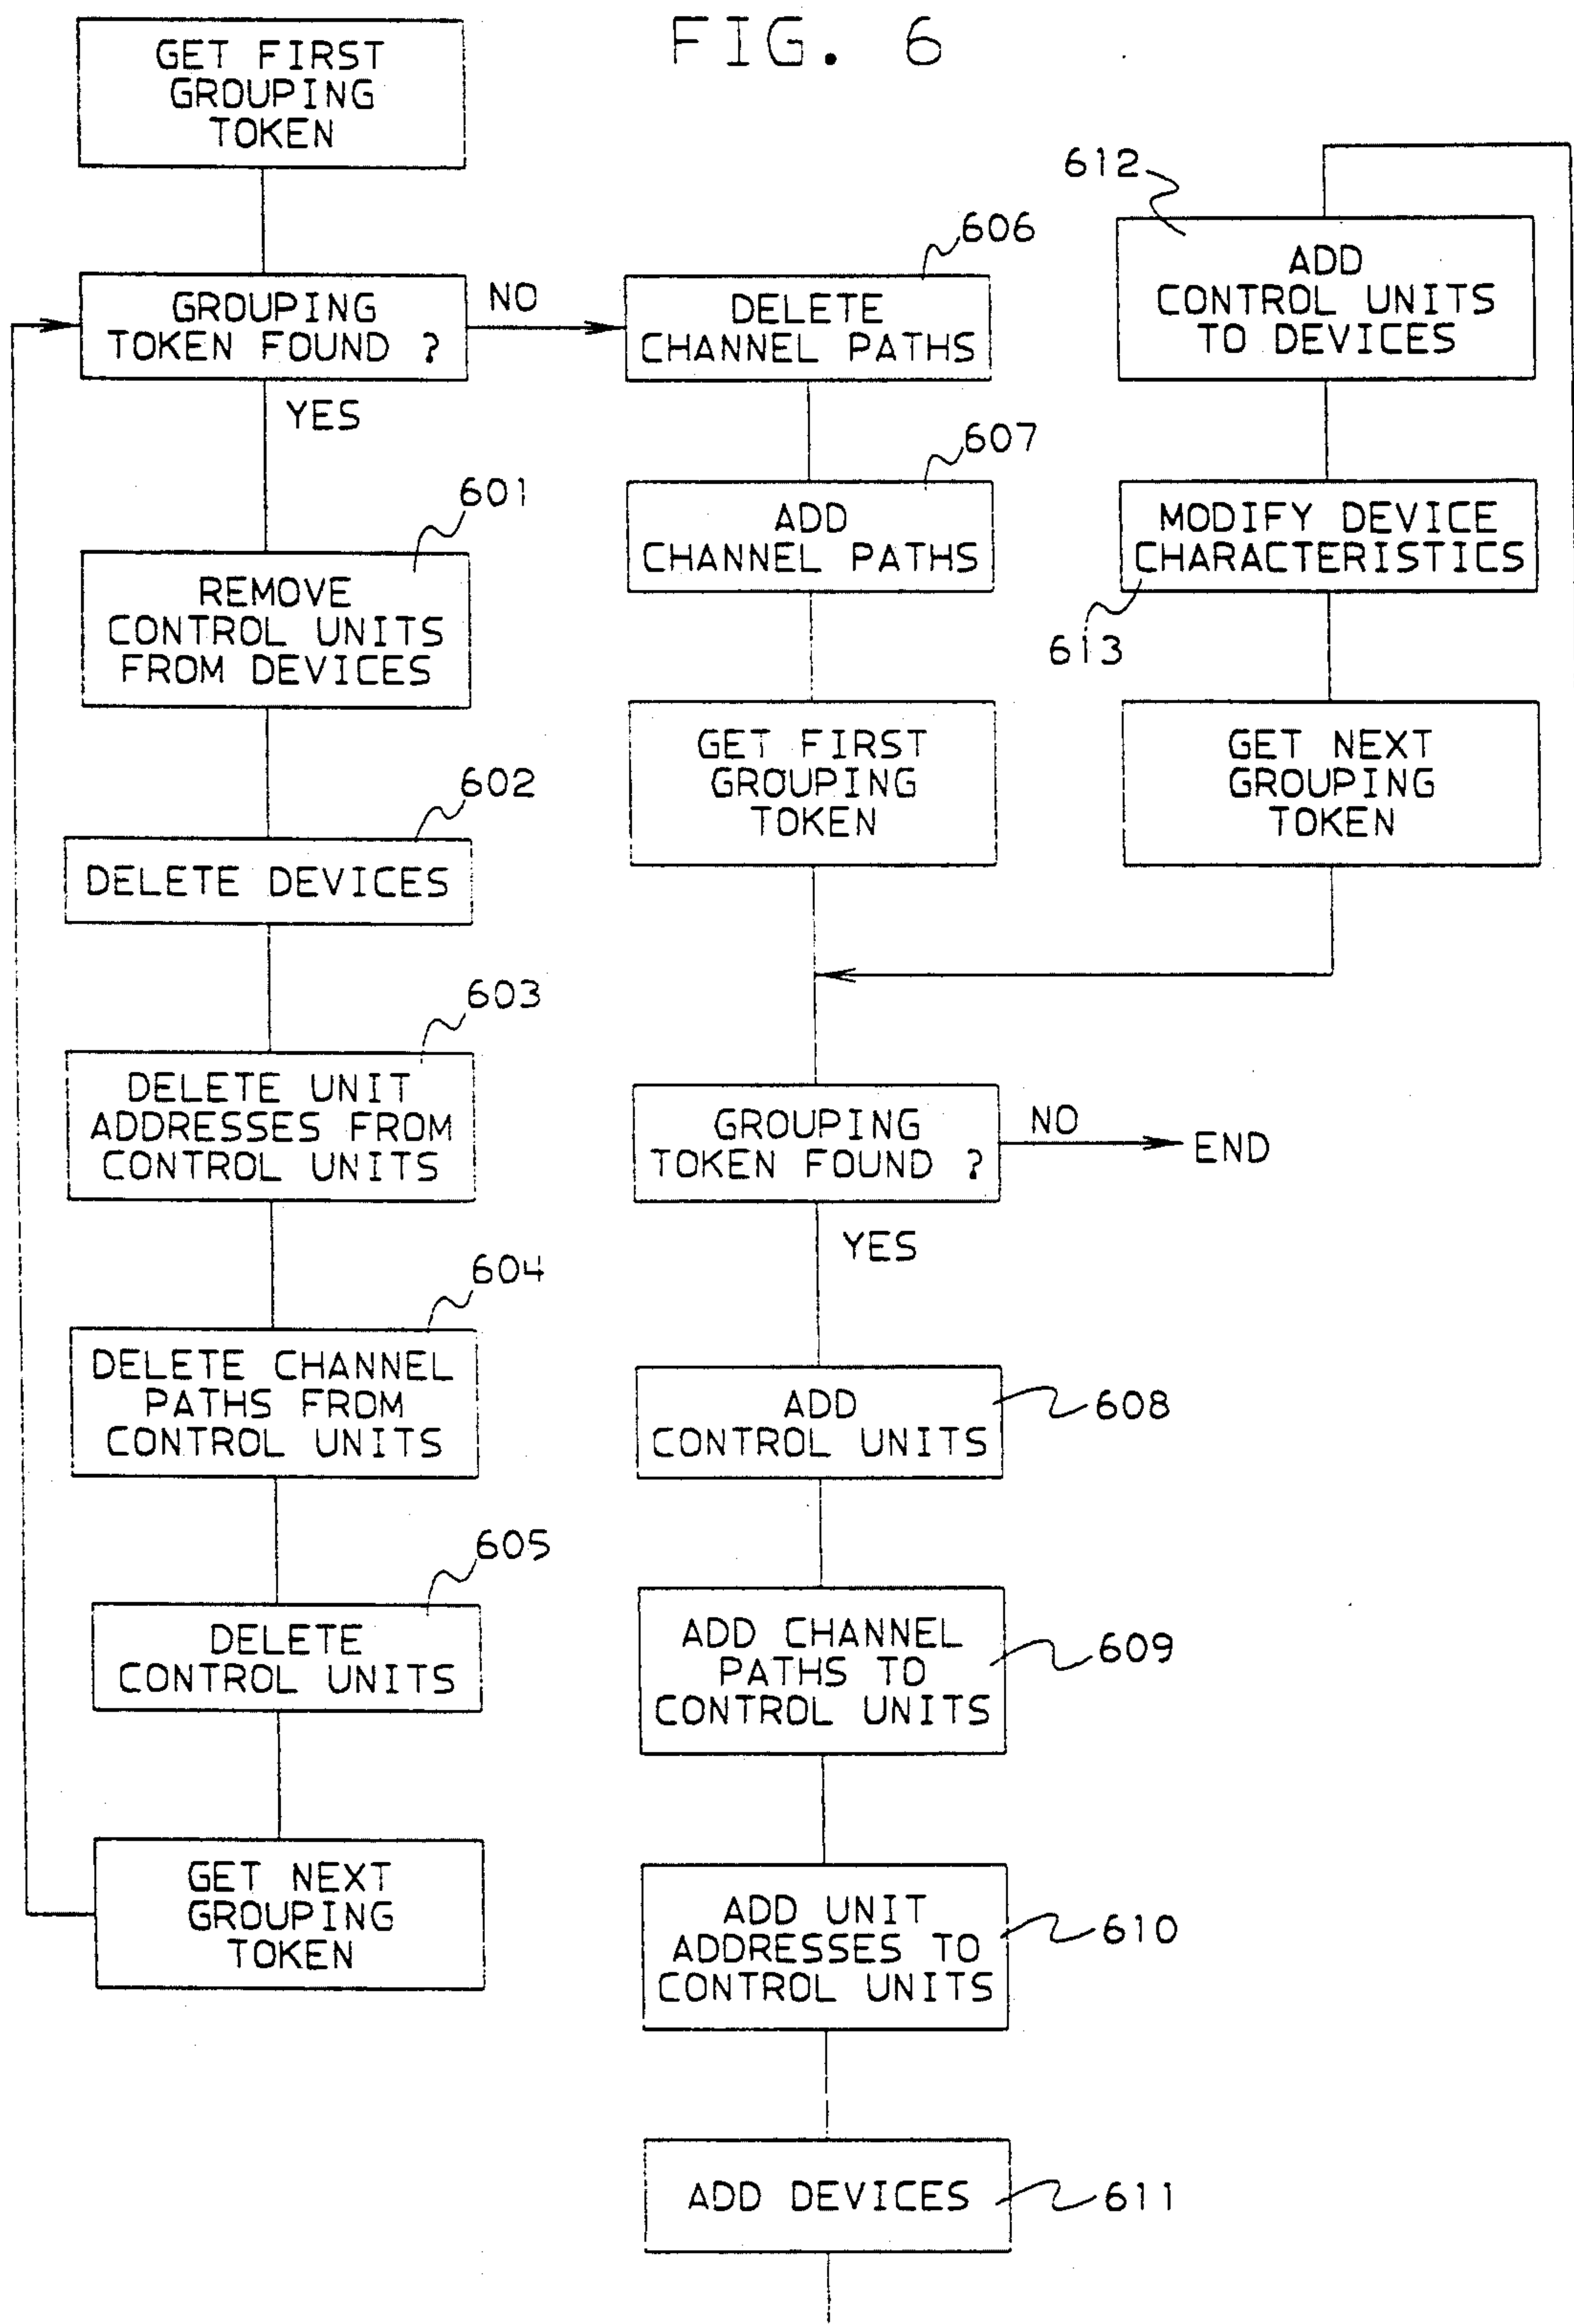 FIG. 6
GET FIRST
GROUPING
TOKEN
GROUPING
TOKEN FOUND ?
NO
YES
601
REMOVE
CONTROL UNITS
FROM DEVICES
602
DELETE DEVICES
603
DELETE UNIT
ADDRESSES FROM
CONTROL UNITS
604
DELETE CHANNEL
PATHS FROM
CONTROL UNITS
605
DELETE
CONTROL UNITS
GET NEXT
GROUPING
TOKEN
606
DELETE
CHANNEL PATHS
607
ADD
CHANNEL PATHS
GET FIRST
GROUPING
TOKEN
GROUPING
TOKEN FOUND ?
NO
END
YES
ADD
CONTROL UNITS
608
ADD CHANNEL
PATHS TO
CONTROL UNITS
609
ADD UNIT
ADDRESSES TO
CONTROL UNITS
610
ADD DEVICES
611
612
ADD
CONTROL UNITS
TO DEVICES
MODIFY DEVICE
CHARACTERISTICS
613
GET NEXT
GROUPING
TOKEN